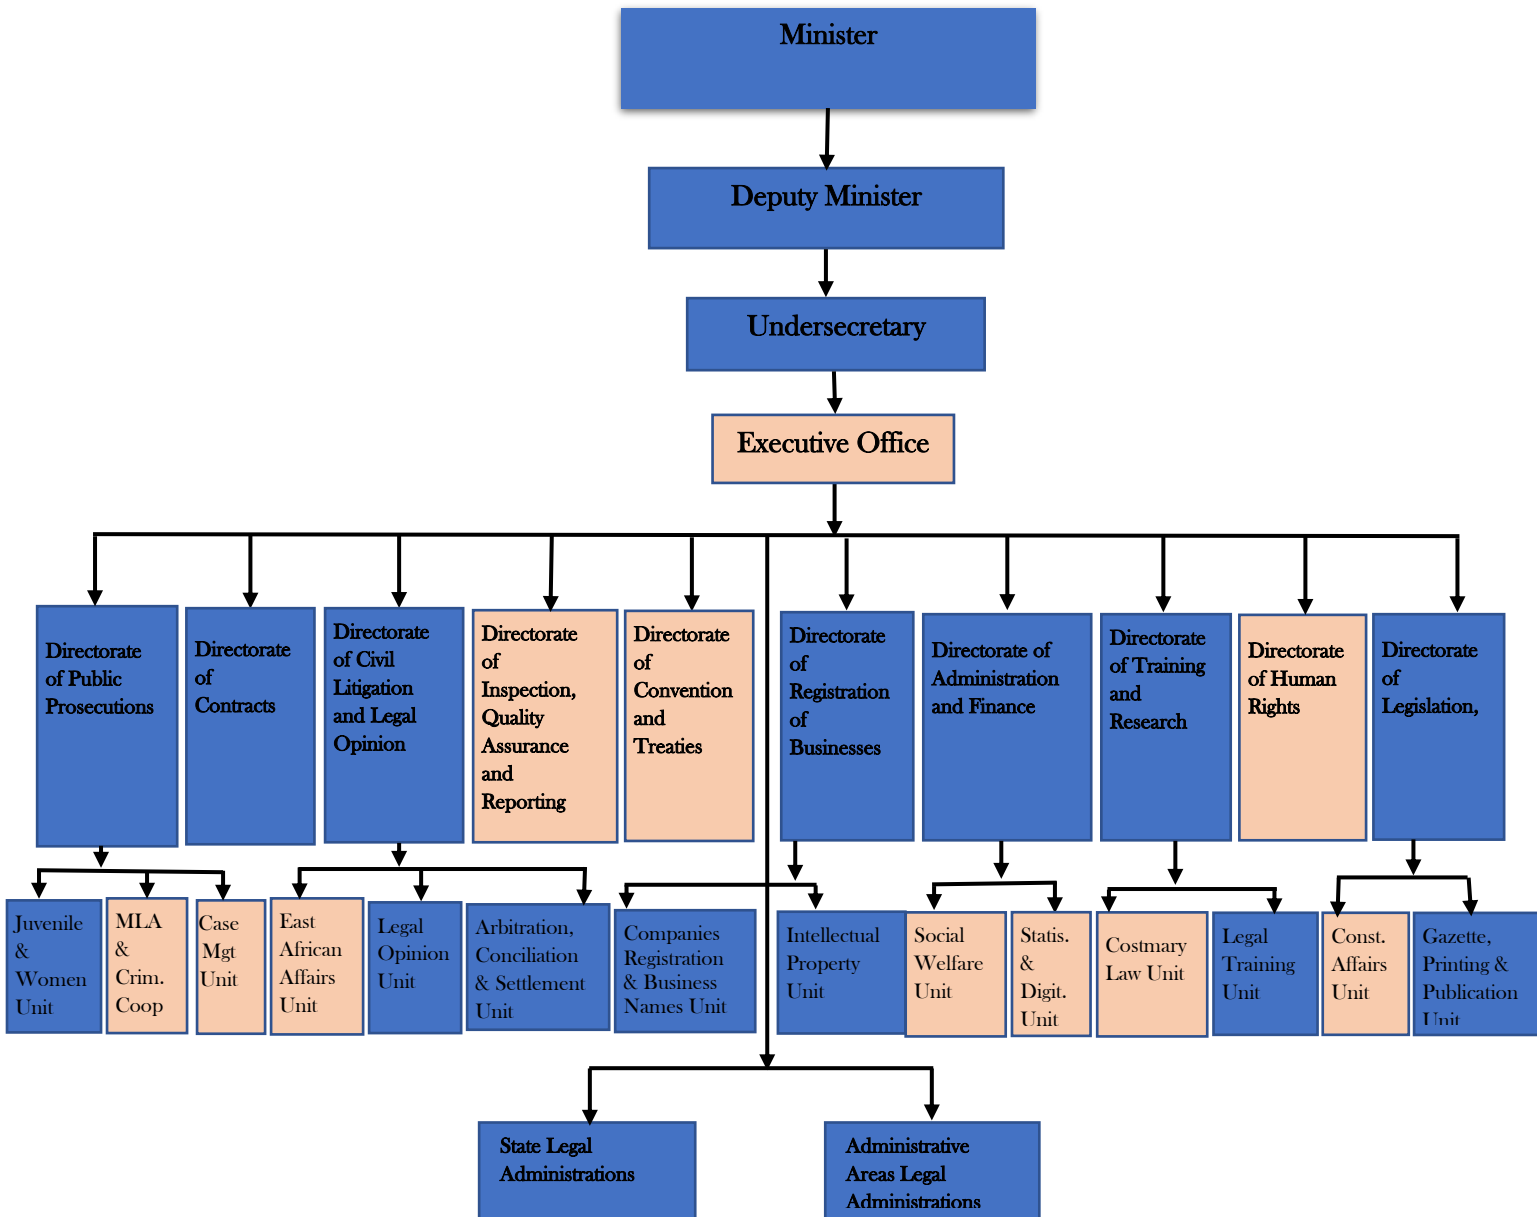 Minister
Deputy Minister
Undersecretary
Executive Office
Directorate
of Public
Prosecutions
Directorate
of
Contracts
Directorate
of Civil
Litigation
and Legal
Opinion
Directorate
of
Inspection,
Quality
Assurance
and
Reporting
Directorate
of
Convention
and
Treaties
Directorate
of
Registration
of
Businesses
Directorate of
Administration
and Finance
Directorate
of Training
and
Research
Directorate
of Human
Rights
Directorate
of
Legislation,
Juvenile
&
Women
Unit
MLA
&
Crim.
Coop
Case
Mgt
Unit
East
African
Affairs
Unit
Legal
Opinion
Unit
Arbitration,
Conciliation
& Settlement
Unit
Companies
Registration
& Business
Names Unit
Intellectual
Property
Unit
Social
Welfare
Unit
Statis.
&
Digit.
Unit
Costmary
Law Unit
Legal
Training
Unit
Const.
Affairs
Unit
Gazette,
Printing &
Publication
Unit
State Legal
Administrations
Administrative
Areas Legal
Administrations